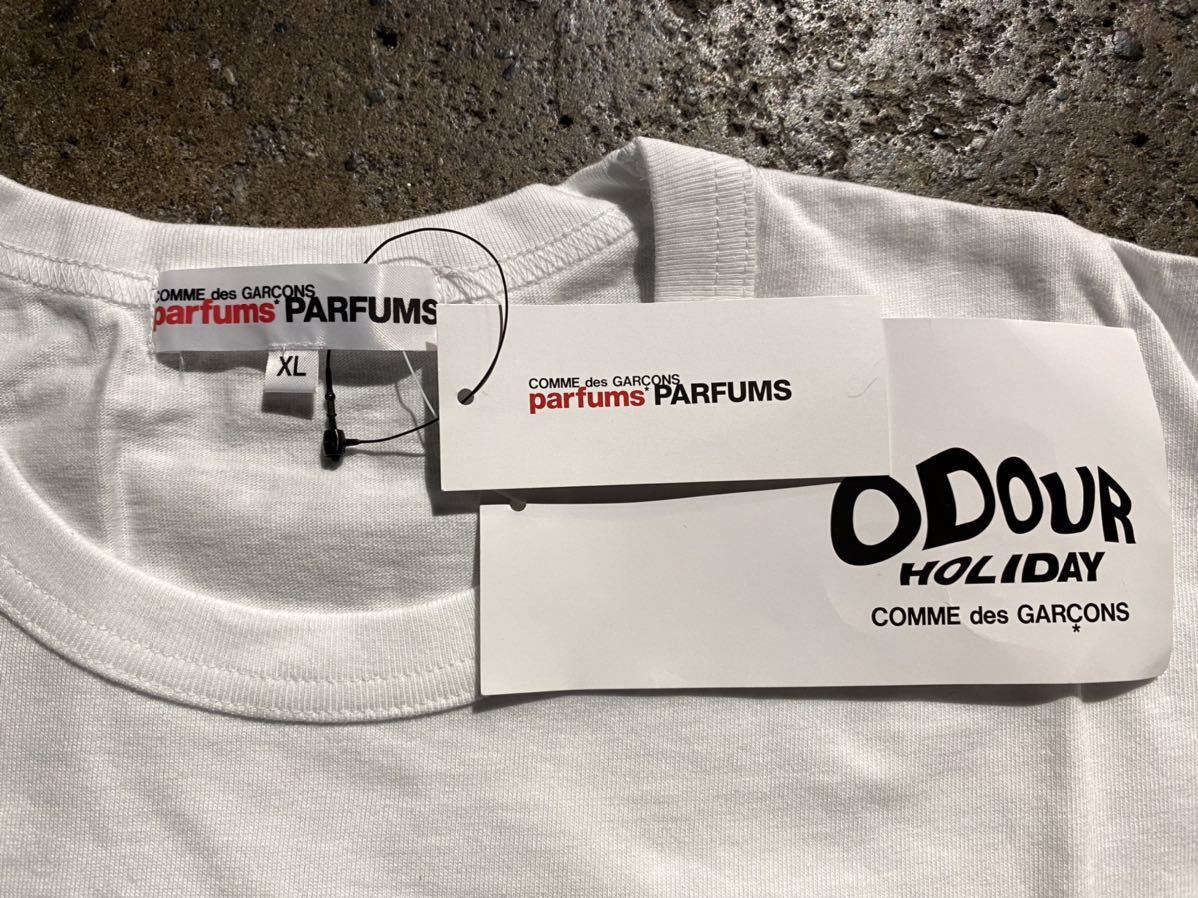 COMME des GARÇONS
parfums* PARFUMS
XL
COMME des GARÇONS
parfums* PARFUMS
ODOUR
HOLIDAY
COMME des GARÇONS
*